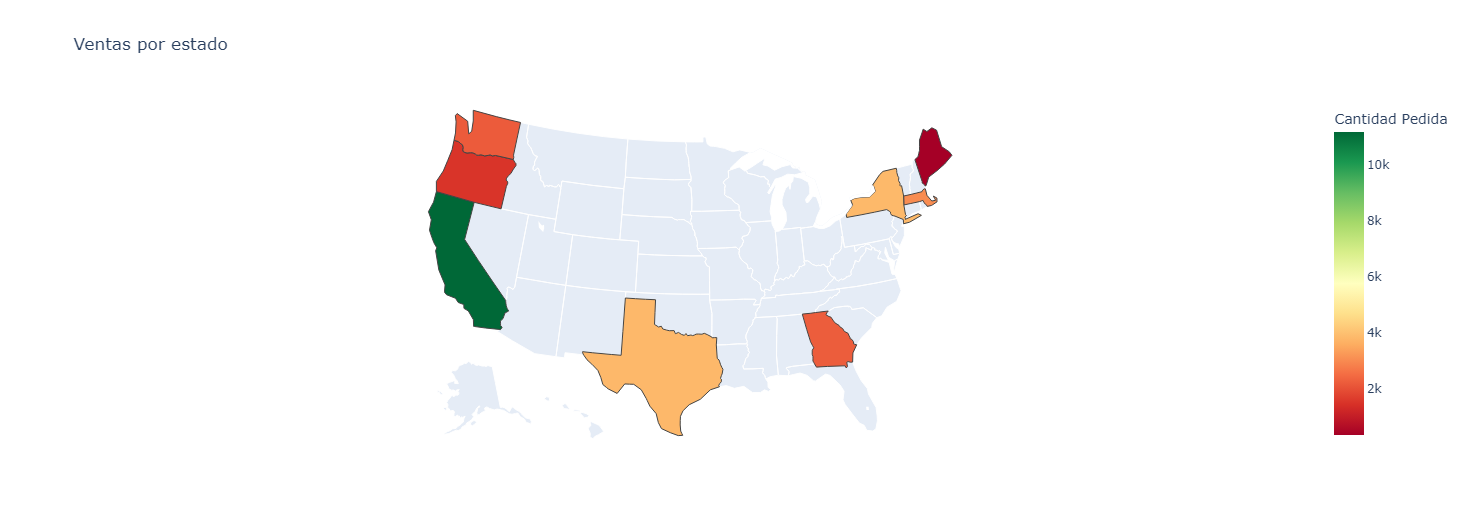 Ventas por estado
Cantidad Pedida
10k
8k
6k
4k
2k